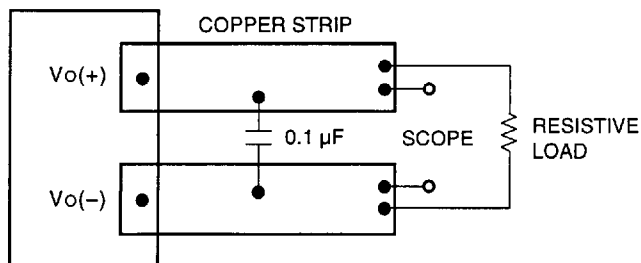 COPPER STRIP
VO(+)
0.1 µF
SCOPE
RESISTIVE
LOAD
VO(–)